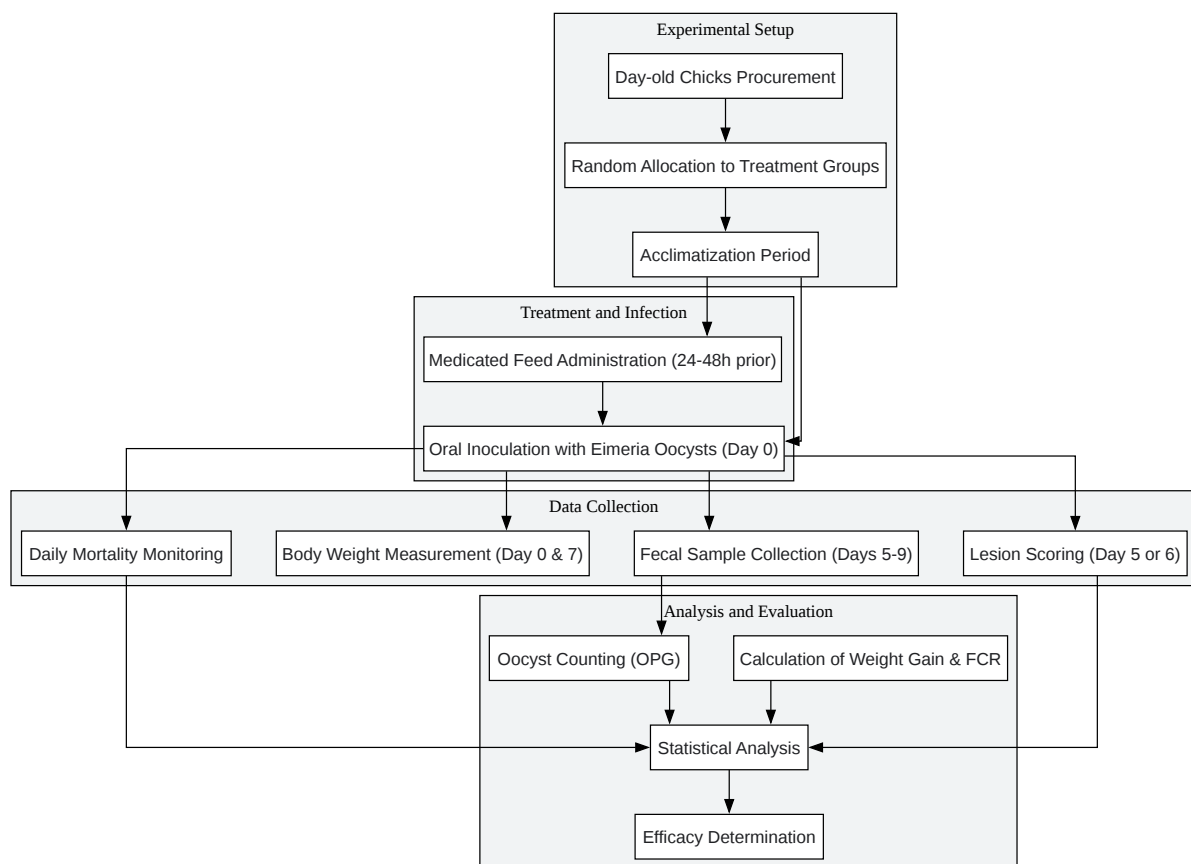 Experimental Setup
Day-old Chicks Procurement
Random Allocation to Treatment Groups
Acclimatization Period
Treatment and Infection
Medicated Feed Administration (24-48h prior)
Oral Inoculation with Eimeria Oocysts (Day 0)
Data Collection
Daily Mortality Monitoring
Body Weight Measurement (Day 0 & 7)
Fecal Sample Collection (Days 5-9)
Lesion Scoring (Day 5 or 6)
Analysis and Evaluation
Oocyst Counting (OPG)
Calculation of Weight Gain & FCR
Statistical Analysis
Efficacy Determination